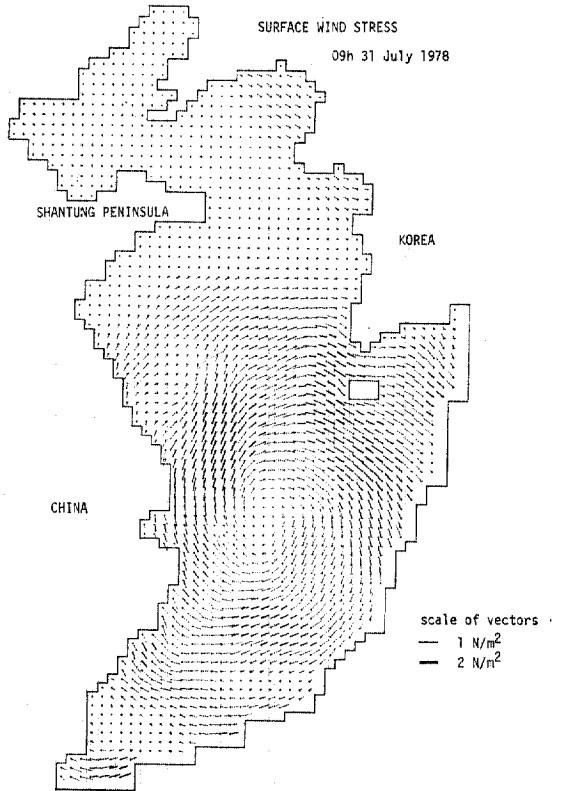 SURFACE WIND STRESS
09h 31 July 1978
SHANTUNG PENINSULA
KOREA
CHINA
scale of vectors
1 N/m²
2 N/m²